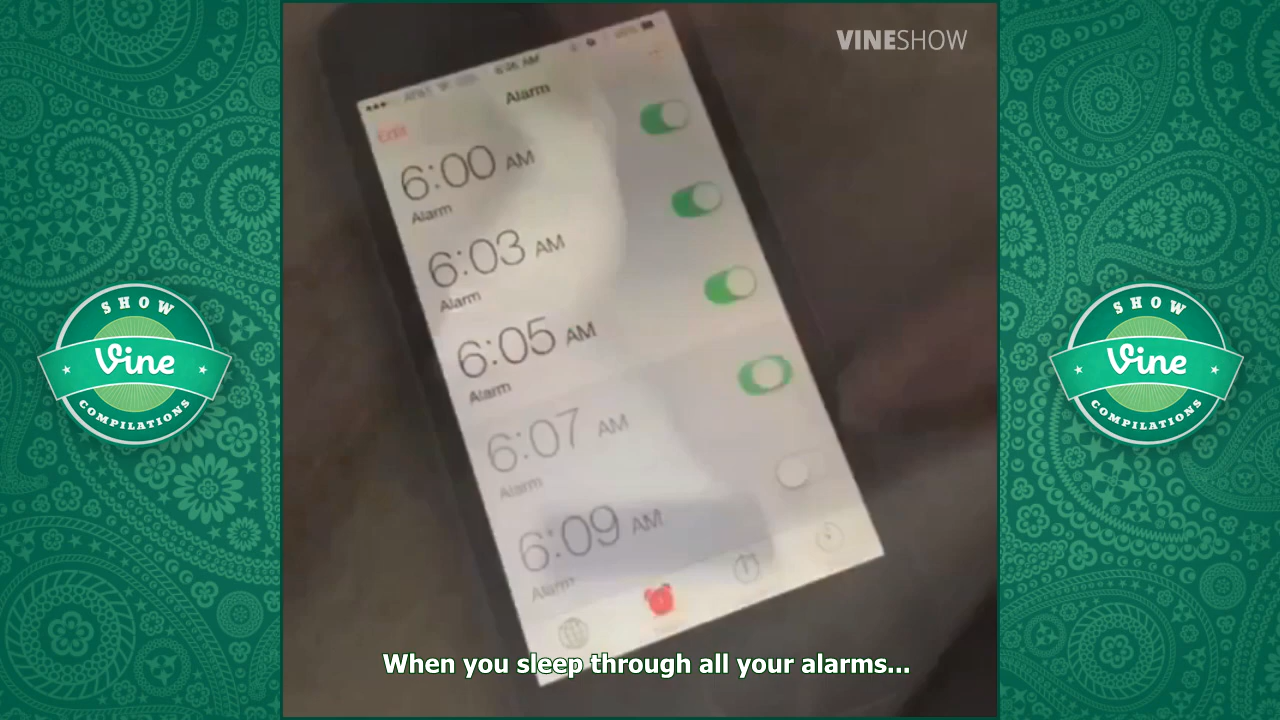 VINESHOW
Alarm
Edit
6:00 AM
Alarm
6:03 AM
Alarm
6:05 AM
Alarm
6:07 AM
Alarm
6:09 AM
Alarm
SHOW
Vine
COMPILATIONS
SHOW
Vine
COMPILATIONS
When you sleep through all your alarms...